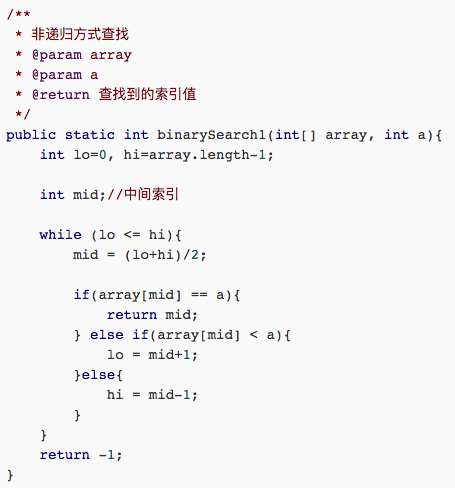 /**
 * 非递归方式查找
 * @param array
 * @param a
 * @return 查找到的索引值
 */
public static int binarySearch1(int[] array, int a){
    int lo=0, hi=array.length-1;

    int mid;//中间索引

    while (lo <= hi){
        mid = (lo+hi)/2;

        if(array[mid] == a){
            return mid;
        } else if(array[mid] < a){
            lo = mid+1;
        }else{
            hi = mid-1;
        }
    }
    return -1;
}